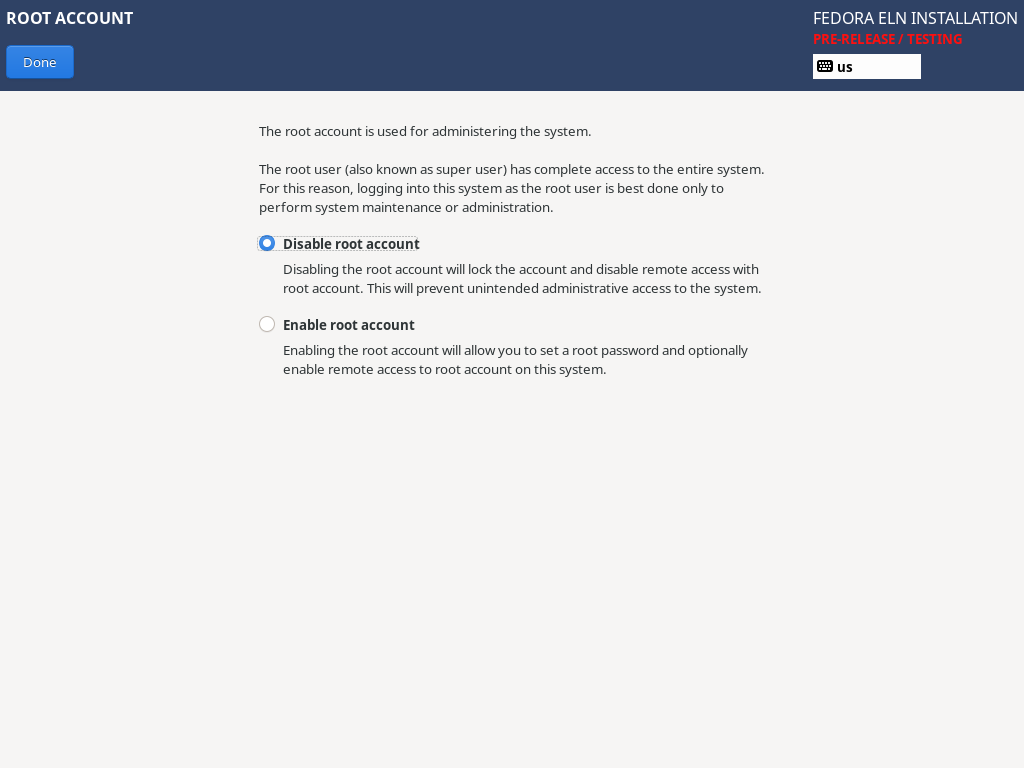 ROOT ACCOUNT
FEDORA ELN INSTALLATION
PRE-RELEASE / TESTING
Done
us
The root account is used for administering the system.
The root user (also known as super user) has complete access to the entire system.
For this reason, logging into this system as the root user is best done only to
perform system maintenance or administration.
Disable root account
Disabling the root account will lock the account and disable remote access with
root account. This will prevent unintended administrative access to the system.
Enable root account
Enabling the root account will allow you to set a root password and optionally
enable remote access to root account on this system.